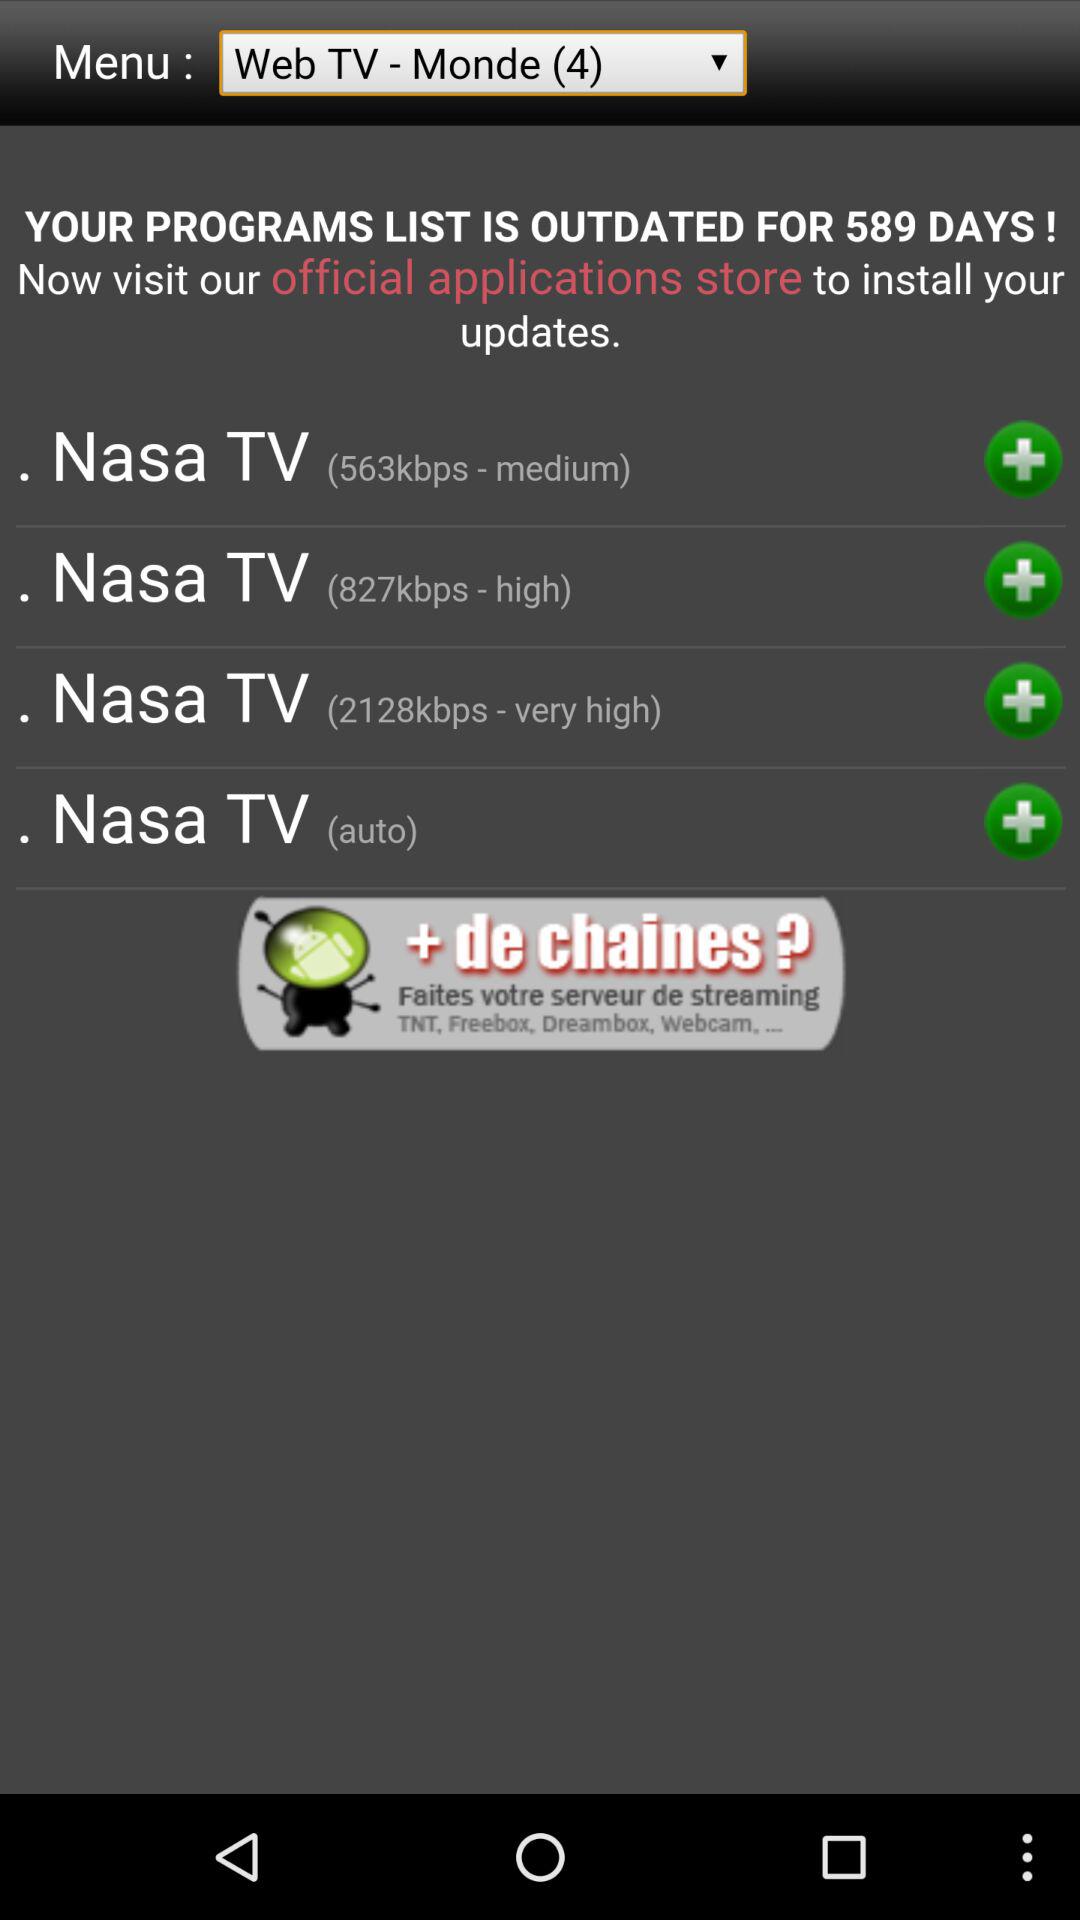 Menu : Web TV - Monde (4)
YOUR PROGRAMS LIST IS OUTDATED FOR 589 DAYS !
Now visit our official applications store to install your
updates.
. Nasa TV (563kbps - medium)
. Nasa TV (827kbps - high)
. Nasa TV (2128kbps - very high)
. Nasa TV (auto)
+ de chaines ?
Faites votre serveur de streaming
TNT, Freebox, Dreambox, Webcam, ...